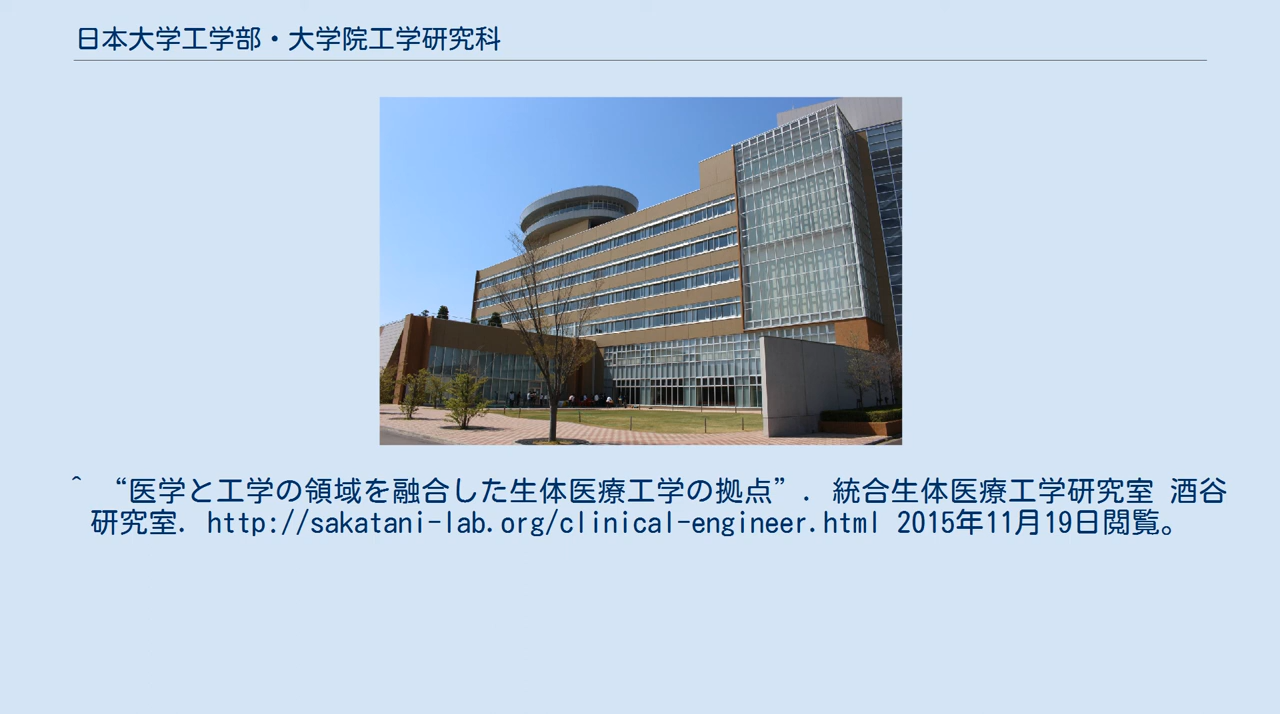 日本大学工学部・大学院工学研究科
^ “医学と工学の領域を融合した生体医療工学の拠点”. 統合生体医療工学研究室 酒谷
研究室. http://sakatani-lab.org/clinical-engineer.html 2015年11月19日閲覧。